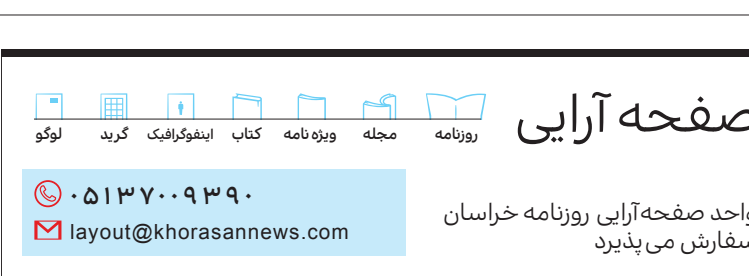 صفحه آرایی
روزنامه مجله ویژه نامه کتاب اینفوگرافیک گرید لوگو
واحد صفحه‌آرایی روزنامه خراسان
سفارش می‌پذیرد
۰۵۱۳۷۰۰۹۳۹۰
layout@khorasannews.com